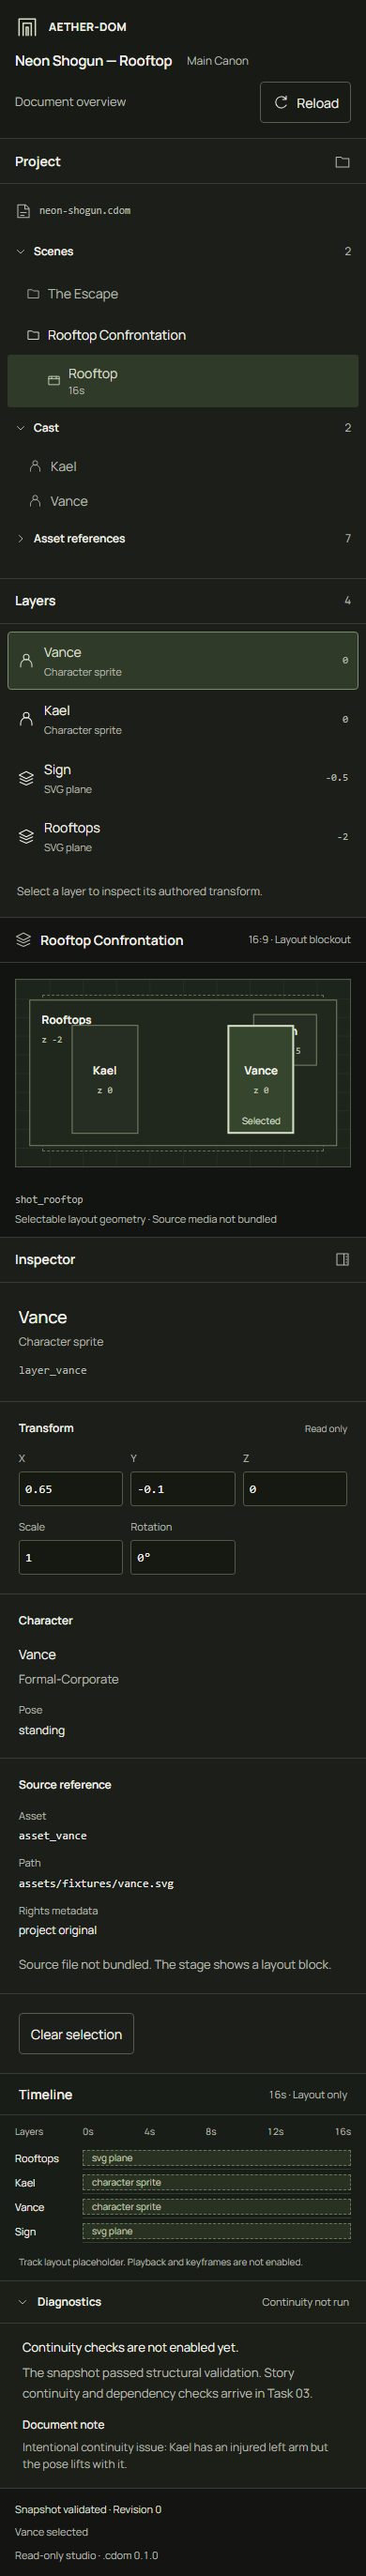 AETHER-DOM
Neon Shogun — Rooftop Main Canon
Document overview
Reload
Project
neon-shogun.cdom
Scenes 2
The Escape
Rooftop Confrontation
Rooftop
16s
Cast 2
Kael
Vance
Asset references 7
Layers 4
Vance
Character sprite
0
Kael
Character sprite
0
Sign
SVG plane
-0.5
Rooftops
SVG plane
-2
Select a layer to inspect its authored transform.
Rooftop Confrontation 16:9 · Layout blockout
Rooftops
z -2
Kael
z 0
n
5
Vance
z 0
Selected
shot_rooftop
Selectable layout geometry · Source media not bundled
Inspector
Vance
Character sprite
layer_vance
Transform Read only
X Y Z
0.65 -0.1 0
Scale Rotation
1 0°
Character
Vance
Formal-Corporate
Pose
standing
Source reference
Asset
asset_vance
Path
assets/fixtures/vance.svg
Rights metadata
project original
Source file not bundled. The stage shows a layout block.
Clear selection
Timeline 16s · Layout only
Layers 0s 4s 8s 12s 16s
Rooftops svg plane
Kael character sprite
Vance character sprite
Sign svg plane
Track layout placeholder. Playback and keyframes are not enabled.
Diagnostics Continuity not run
Continuity checks are not enabled yet.
The snapshot passed structural validation. Story
continuity and dependency checks arrive in Task 03.
Document note
Intentional continuity issue: Kael has an injured left arm but
the pose lifts with it.
Snapshot validated · Revision 0
Vance selected
Read-only studio · .cdom 0.1.0